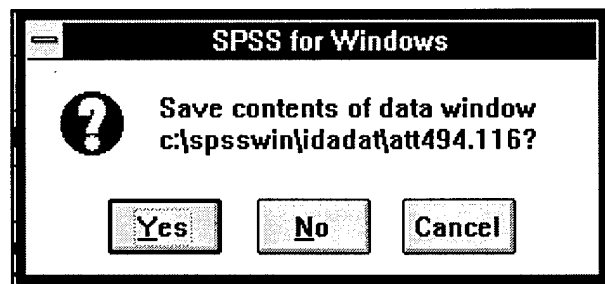 SPSS for Windows
Save contents of data window
c:\spsswin\idadat\att494.116?
Yes No Cancel